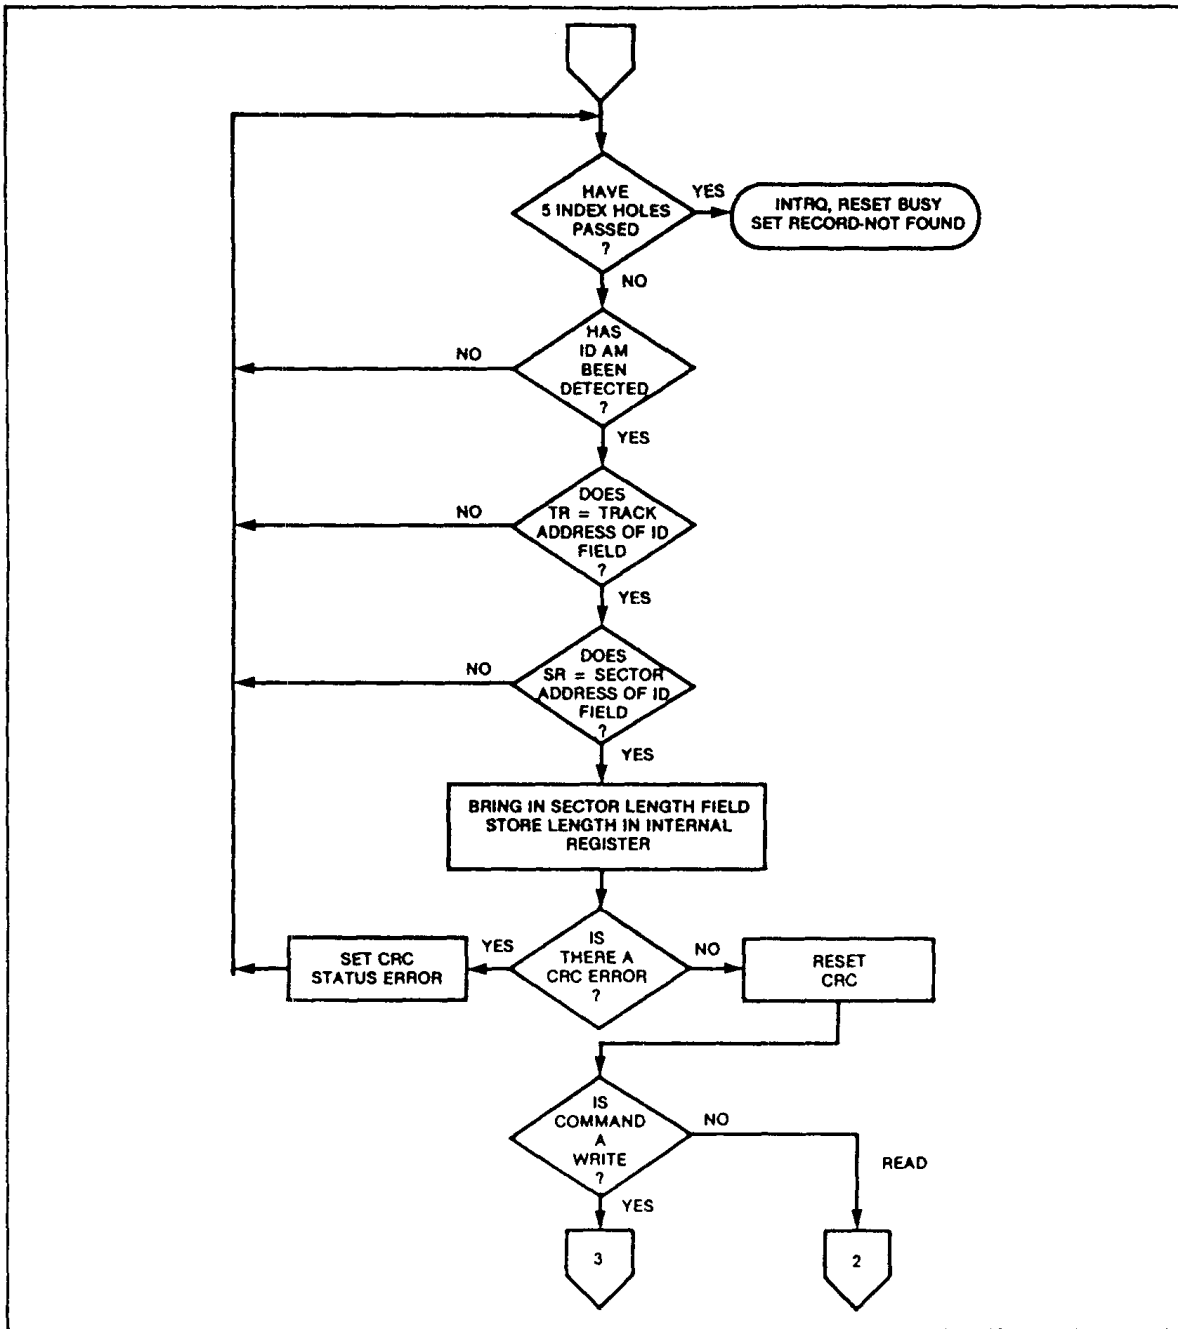 HAVE
5 INDEX HOLES
PASSED
?
YES
INTRQ, RESET BUSY
SET RECORD-NOT FOUND
NO
HAS
ID AM
BEEN
DETECTED
?
NO
YES
DOES
TR = TRACK
ADDRESS OF ID
FIELD
?
NO
YES
DOES
SR = SECTOR
ADDRESS OF ID
FIELD
?
NO
YES
BRING IN SECTOR LENGTH FIELD
STORE LENGTH IN INTERNAL
REGISTER
IS
THERE A
CRC ERROR
?
YES
SET CRC
STATUS ERROR
NO
RESET
CRC
IS
COMMAND
A
WRITE
?
NO
READ
YES
3
2